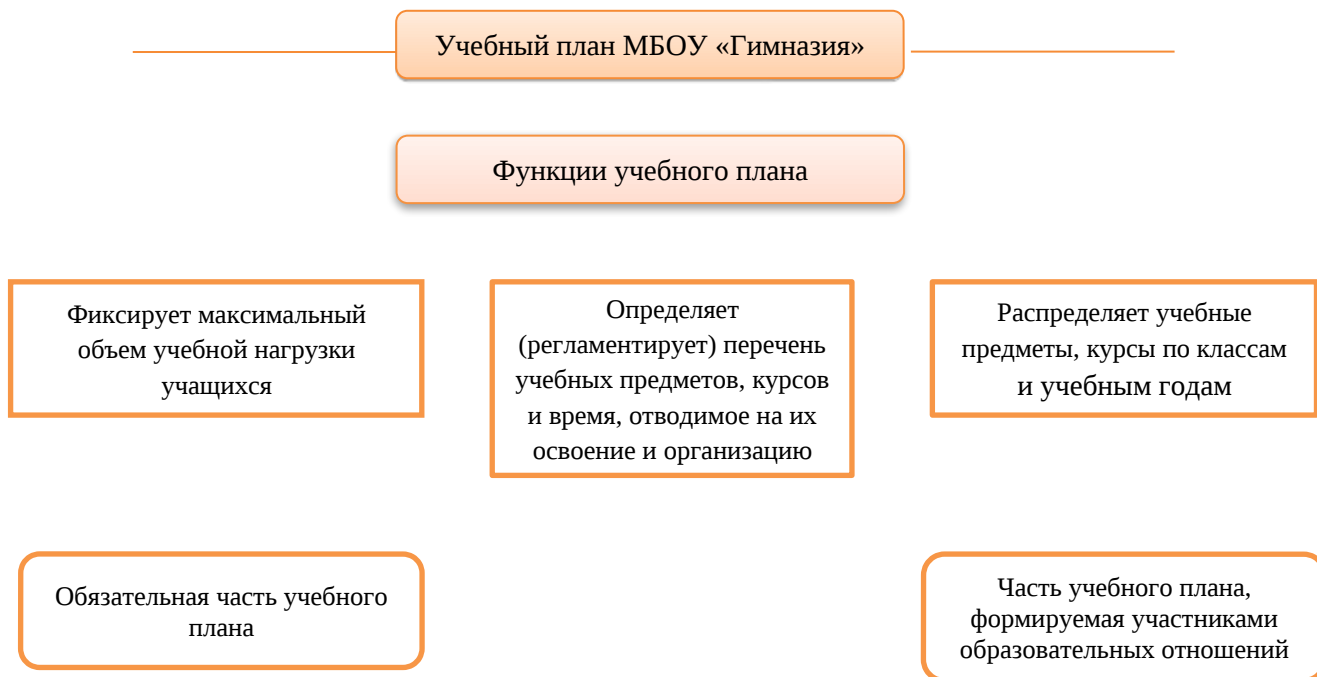 Учебный план МБОУ «Гимназия»
Функции учебного плана
Фиксирует максимальный
объем учебной нагрузки
учащихся
Определяет
(регламентирует) перечень
учебных предметов, курсов
и время, отводимое на их
освоение и организацию
Распределяет учебные
предметы, курсы по классам
и учебным годам
Обязательная часть учебного
плана
Часть учебного плана,
формируемая участниками
образовательных отношений